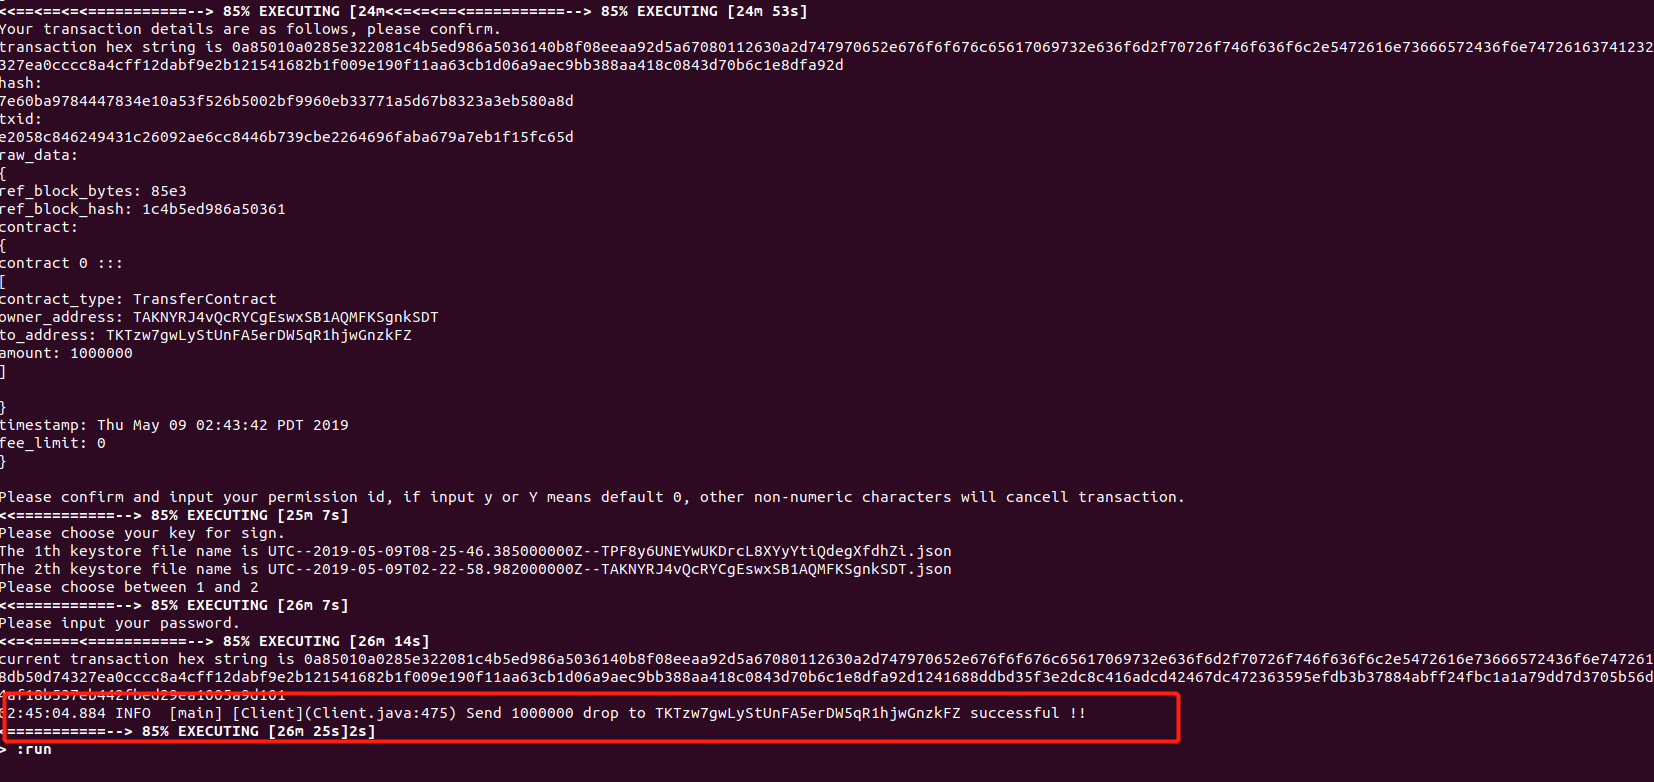 <<==<==<=<===========--> 85% EXECUTING [24m<<=<=<=<===========--> 85% EXECUTING [24m 53s]
Your transaction details are as follows, please confirm.
transaction hex string is 0a85010a0285e322081c4b5ed986a5036140b8f08eeaa92d5a67080112630a2d747970652e676f6f676c65617069732e636f6d2f70726f746f636f6c2e5472616e73666572436f6e74726163741232
327ea0cccc8a4cff12dabf9e2b121541682b1f009e190f11aa63cb1d06a9aec9bb388aa418c0843d70b6c1e8dfa92d
hash:
7e60ba9784447834e10a53f526b5002bf9960eb33771a5d67b8323a3eb580a8d
txid:
e2058c846249431c26092ae6cc8446b739cbe2264696faba679a7eb1f15fc65d
raw_data:
{
ref_block_bytes: 85e3
ref_block_hash: 1c4b5ed986a50361
contract:
{
contract 0 :::
[
contract_type: TransferContract
owner_address: TAKNYRJ4vQcRYCgEswxSB1AQMFKSgnkSDT
to_address: TKTzw7gwLyStUnFA5erDW5qR1hjwGnzkFZ
amount: 1000000
]
}
timestamp: Thu May 09 02:43:42 PDT 2019
fee_limit: 0
}
Please confirm and input your permission id, if input y or Y means default 0, other non-numeric characters will cancell transaction.
<<===========--> 85% EXECUTING [25m 7s]
Please choose your key for sign.
The 1th keystore file name is UTC--2019-05-09T08-25-46.385000000Z--TPF8y6UNEYwUKDrcL8XYyYtiQdegXfdhZi.json
The 2th keystore file name is UTC--2019-05-09T02-22-58.982000000Z--TAKNYRJ4vQcRYCgEswxSB1AQMFKSgnkSDT.json
Please choose between 1 and 2
<<===========--> 85% EXECUTING [26m 7s]
Please input your password.
<<=<=====<===========--> 85% EXECUTING [26m 14s]
current transaction hex string is 0a85010a0285e322081c4b5ed986a5036140b8f08eeaa92d5a67080112630a2d747970652e676f6f676c65617069732e636f6d2f70726f746f636f6c2e5472616e73666572436f6e747261
8db50d74327ea0cccc8a4cff12dabf9e2b121541682b1f009e190f11aa63cb1d06a9aec9bb388aa418c0843d70b6c1e8dfa92d1241688ddbd35f3e2dc8c416adcd42467dc472363595efdb3b37884abff24fbc1a1a79dd7d3705b56d
4af18b537eb442fbed29ea1005a9d101
02:45:04.884 INFO  [main] [Client](Client.java:475) Send 1000000 drop to TKTzw7gwLyStUnFA5erDW5qR1hjwGnzkFZ successful !!
<===========--> 85% EXECUTING [26m 25s]2s]
> :run